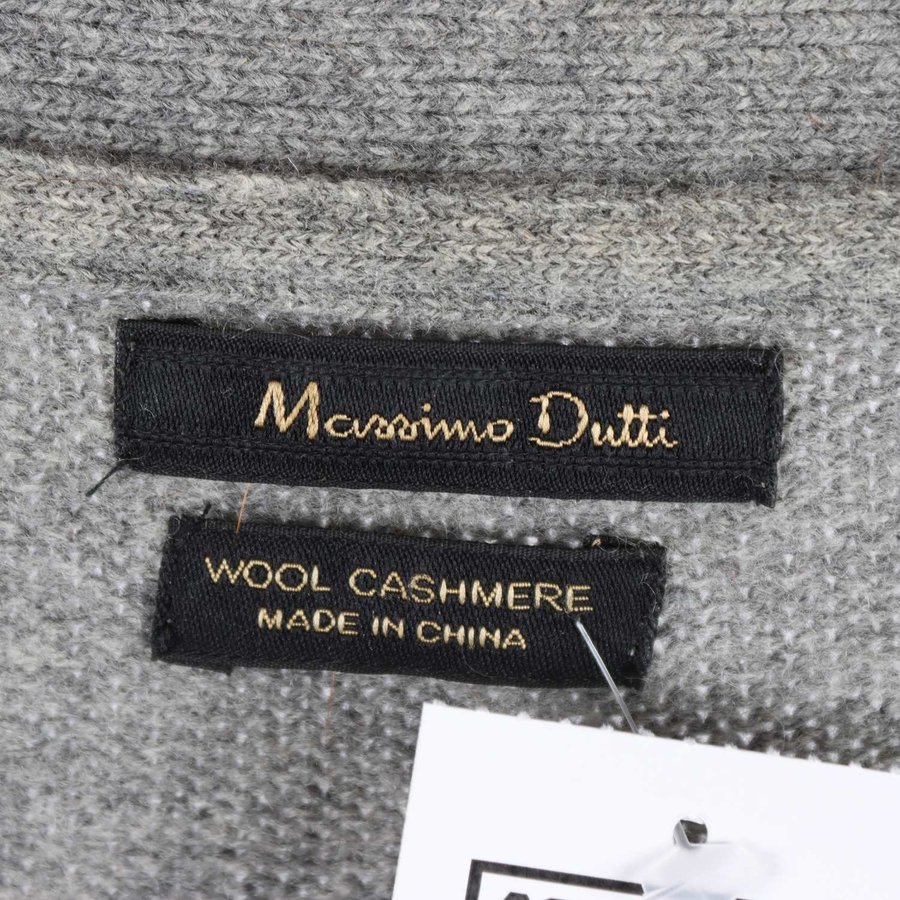 Massimo Dutti
WOOL CASHMERE
MADE IN CHINA